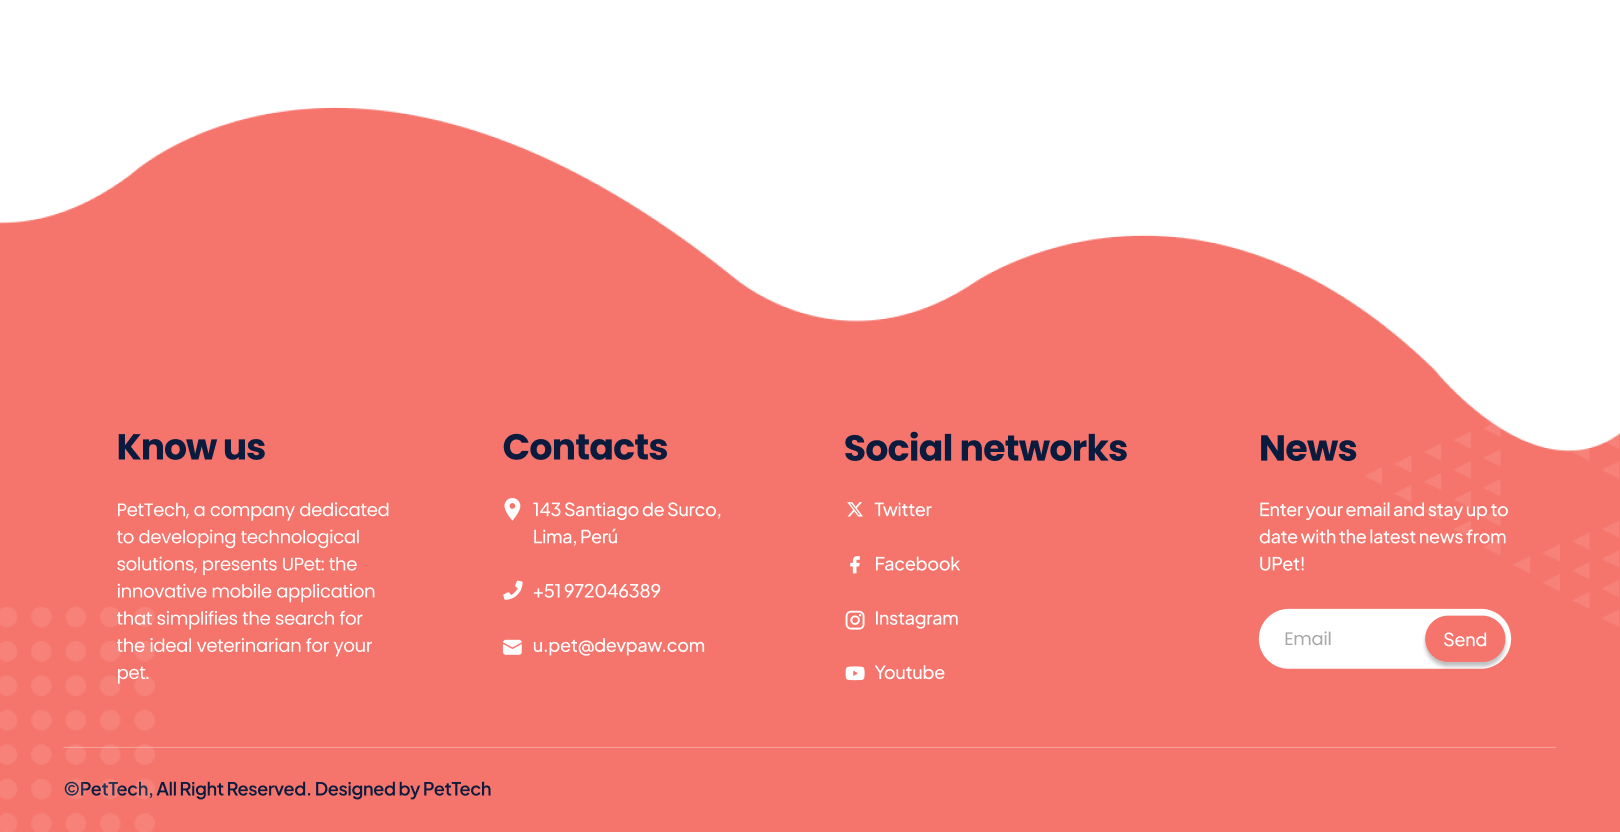 Know us
PetTech, a company dedicated
to developing technological
solutions, presents UPet: the
innovative mobile application
that simplifies the search for
the ideal veterinarian for your
pet.
Contacts
143 Santiago de Surco,
Lima, Perú
+51 972046389
u.pet@devpaw.com
Social networks
Twitter
Facebook
Instagram
Youtube
News
Enter your email and stay up to
date with the latest news from
UPet!
Email
Send
©PetTech, All Right Reserved. Designed by PetTech